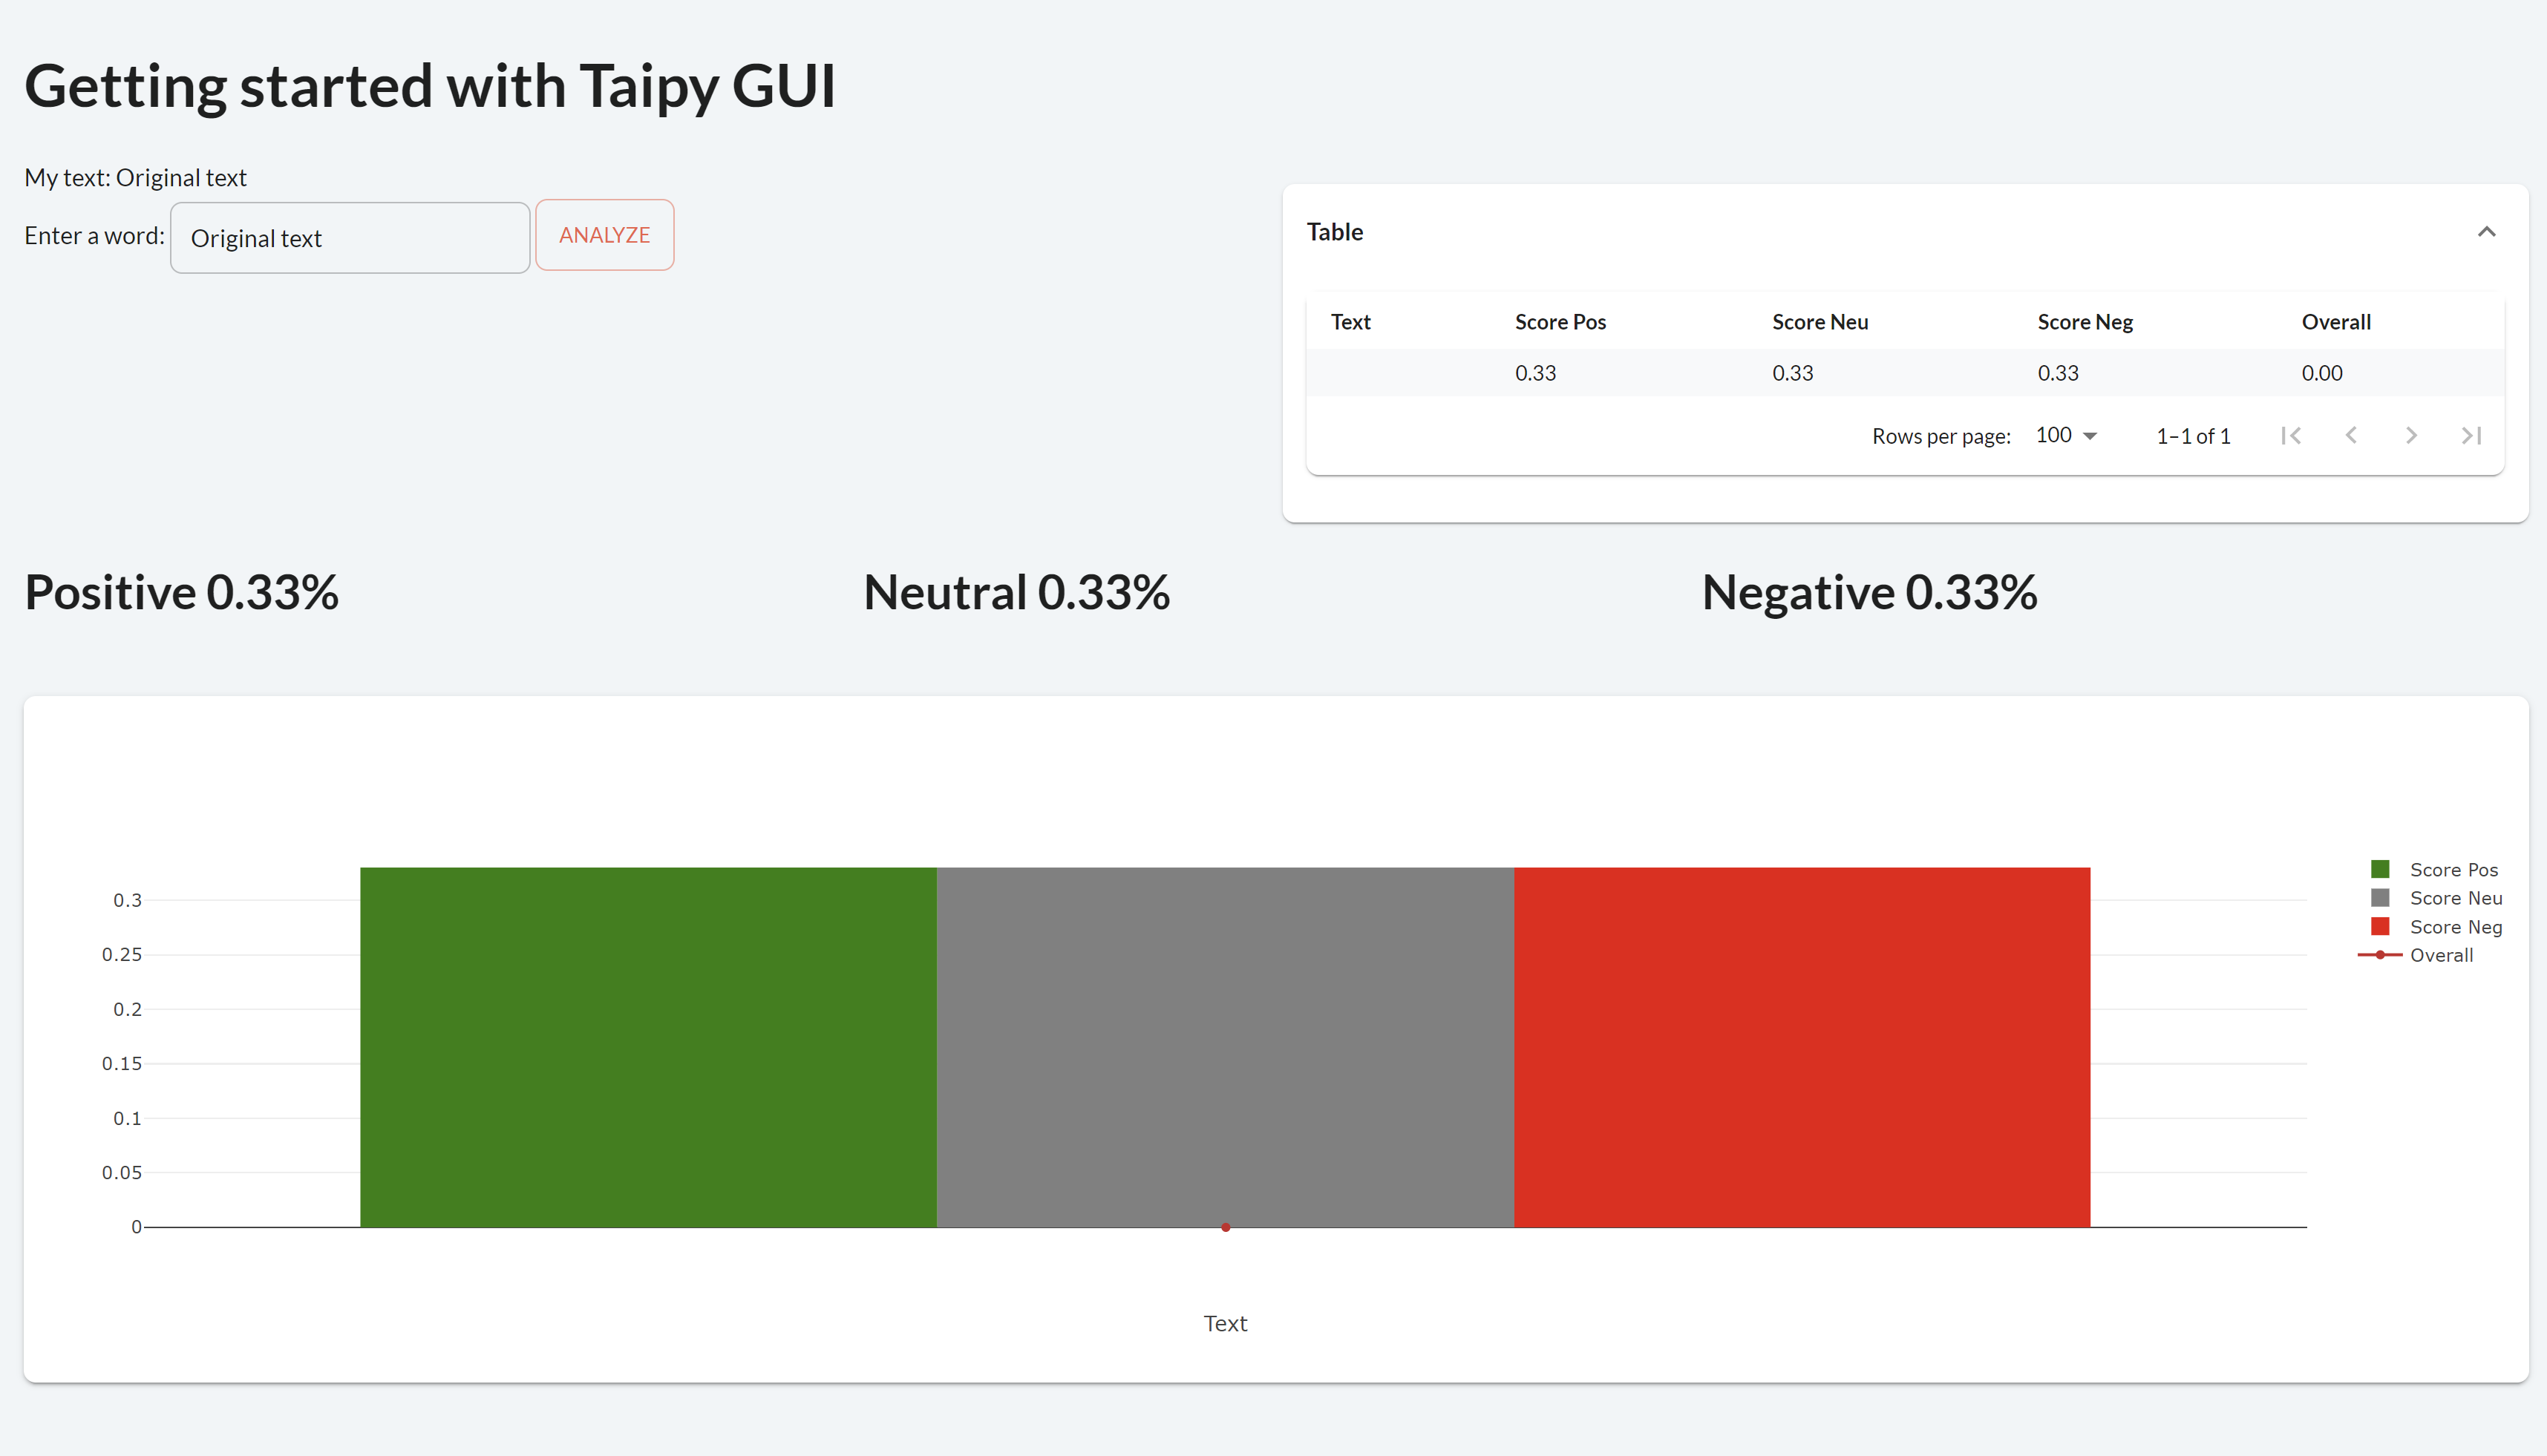 Getting started with Taipy GUI
My text: Original text
Enter a word: Original text ANALYZE
Table
Text Score Pos Score Neu Score Neg Overall
0.33 0.33 0.33 0.00
Rows per page: 100 1–1 of 1
Positive 0.33% Neutral 0.33% Negative 0.33%
Score Pos
Score Neu
Score Neg
Overall
0.3
0.25
0.2
0.15
0.1
0.05
0
Text